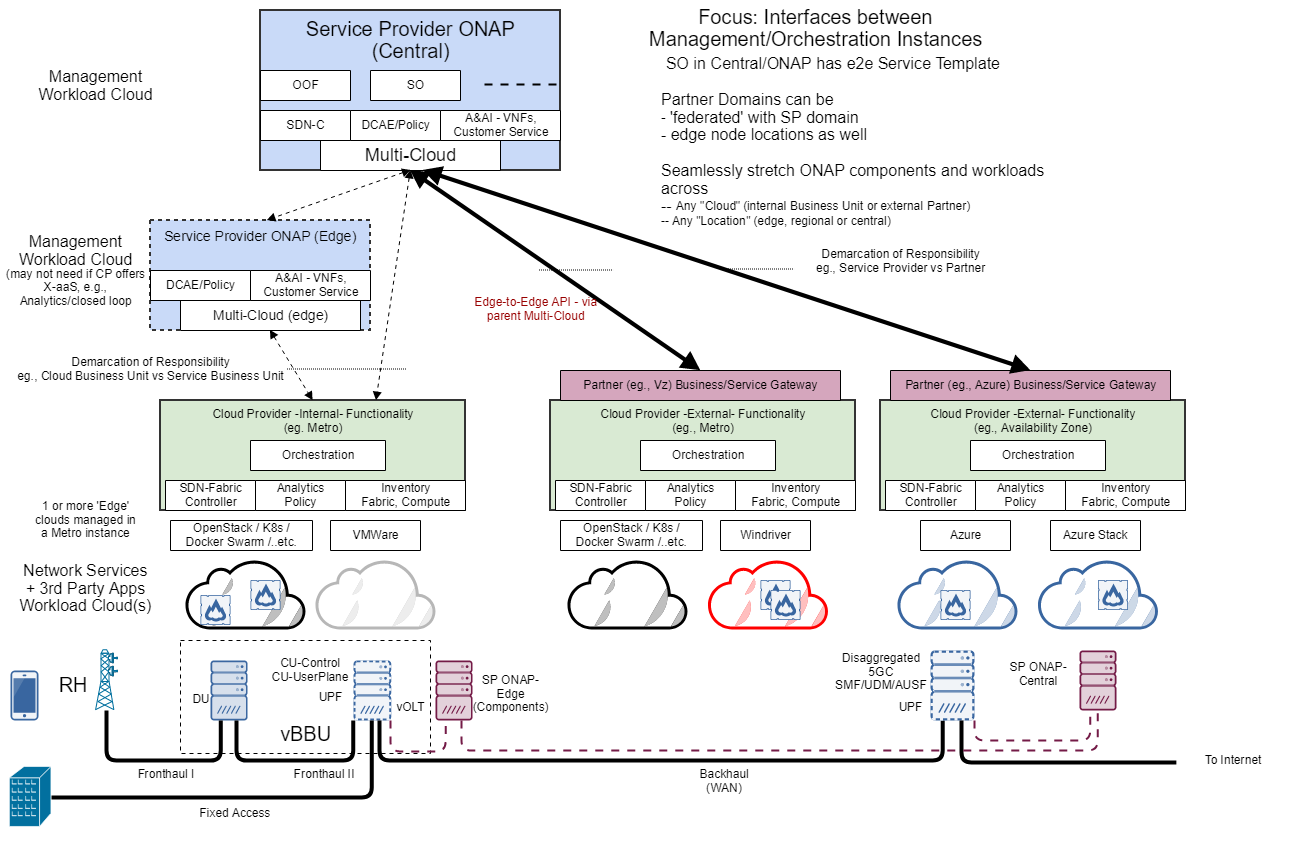 Focus: Interfaces between
Management/Orchestration Instances
SO in Central/ONAP has e2e Service Template
Partner Domains can be
- 'federated' with SP domain
- edge node locations as well
Seamlessly stretch ONAP components and workloads
across
-- Any "Cloud" (internal Business Unit or external Partner)
-- Any "Location" (edge, regional or central)
Management
Workload Cloud
Service Provider ONAP
(Central)
OOF
SO
SDN-C
DCAE/Policy
A&AI - VNFs,
Customer Service
Multi-Cloud
Management
Workload Cloud
(may not need if CP offers
X-aaS, e.g.,
Analytics/closed loop
Service Provider ONAP (Edge)
DCAE/Policy
A&AI - VNFs,
Customer Service
Multi-Cloud (edge)
Demarcation of Responsibility
eg., Service Provider vs Partner
Edge-to-Edge API - via
parent Multi-Cloud
Demarcation of Responsibility
eg., Cloud Business Unit vs Service Business Unit
Cloud Provider -Internal- Functionality
(eg. Metro)
Orchestration
SDN-Fabric
Controller
Analytics
Policy
Inventory
Fabric, Compute
Partner (eg., Vz) Business/Service Gateway
Cloud Provider -External- Functionality
(eg., Metro)
Orchestration
SDN-Fabric
Controller
Analytics
Policy
Inventory
Fabric, Compute
Partner (eg., Azure) Business/Service Gateway
Cloud Provider -External- Functionality
(eg., Availability Zone)
Orchestration
SDN-Fabric
Controller
Analytics
Policy
Inventory
Fabric, Compute
1 or more 'Edge'
clouds managed in
a Metro instance
OpenStack / K8s /
Docker Swarm /..etc.
VMWare
OpenStack / K8s /
Docker Swarm /..etc.
Windriver
Azure
Azure Stack
Network Services
+ 3rd Party Apps
Workload Cloud(s)
RH
DU
CU-Control
CU-UserPlane
UPF
vOLT
vBBU
SP ONAP-
Edge
(Components)
Disaggregated
5GC
SMF/UDM/AUSF
UPF
SP ONAP-
Central
Fronthaul I
Fronthaul II
Backhaul
(WAN)
To Internet
Fixed Access